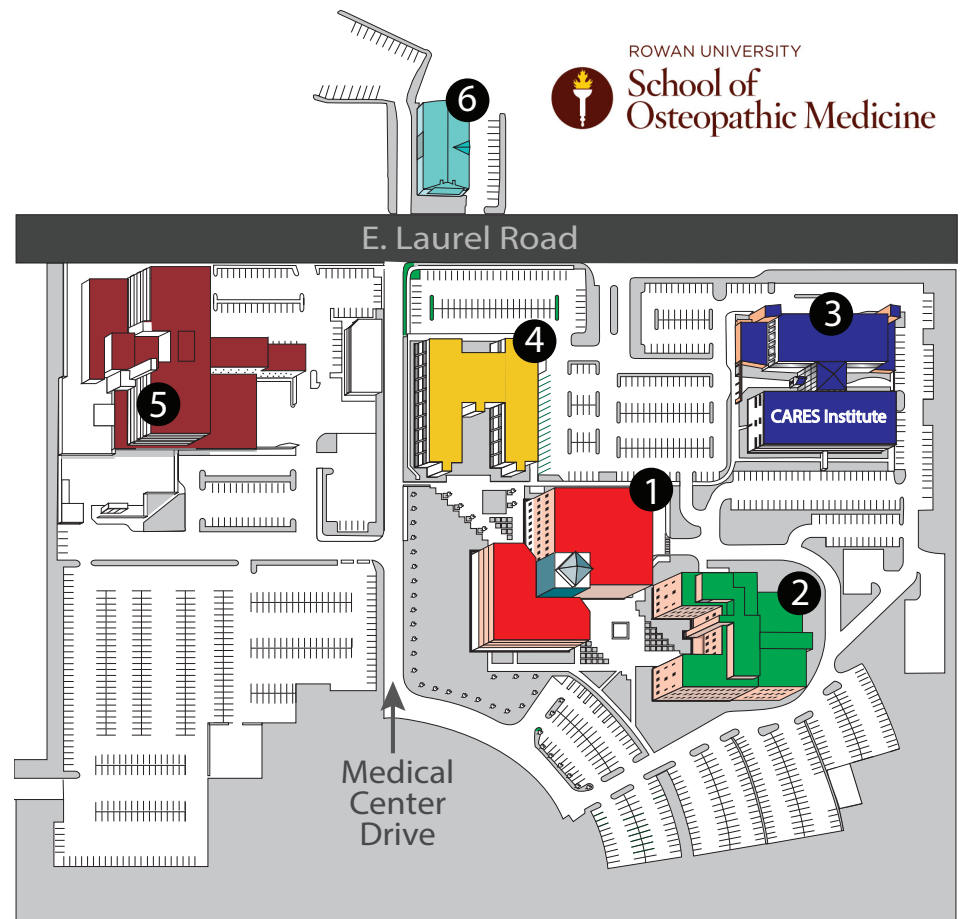 ROWAN UNIVERSITY
School of
Osteopathic Medicine
6
E. Laurel Road
3
4
5
CARES Institute
1
2
Medical
Center
Drive